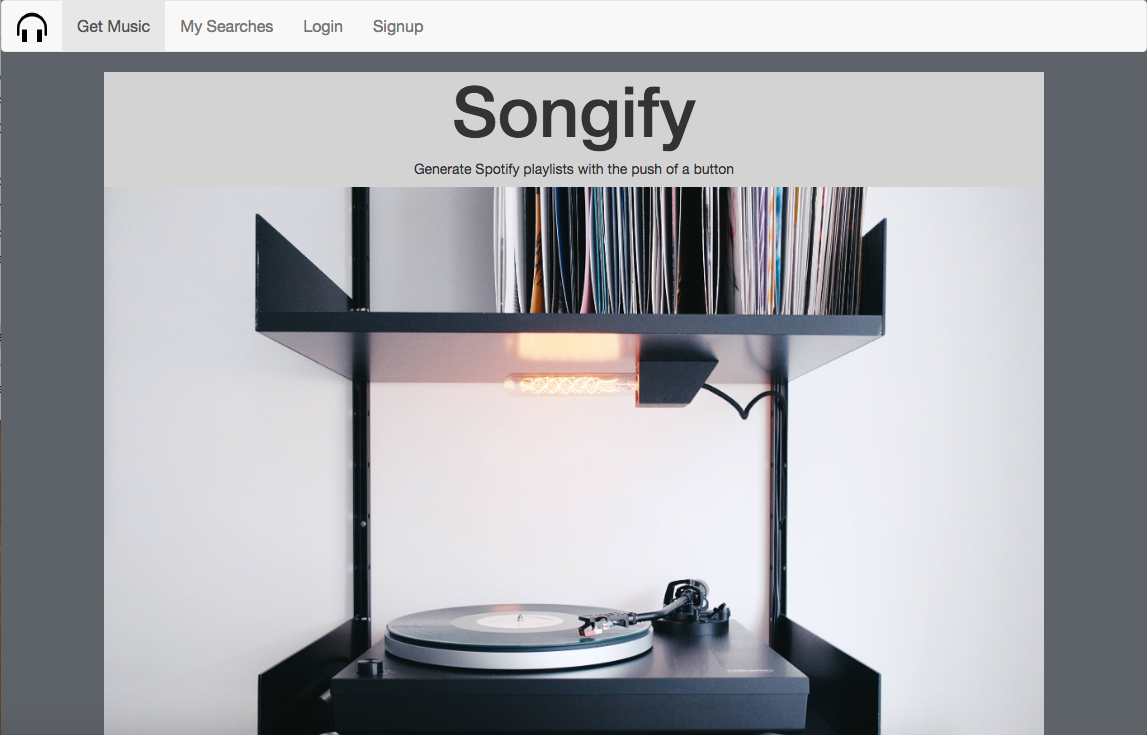 Get Music My Searches Login Signup
Songify
Generate Spotify playlists with the push of a button